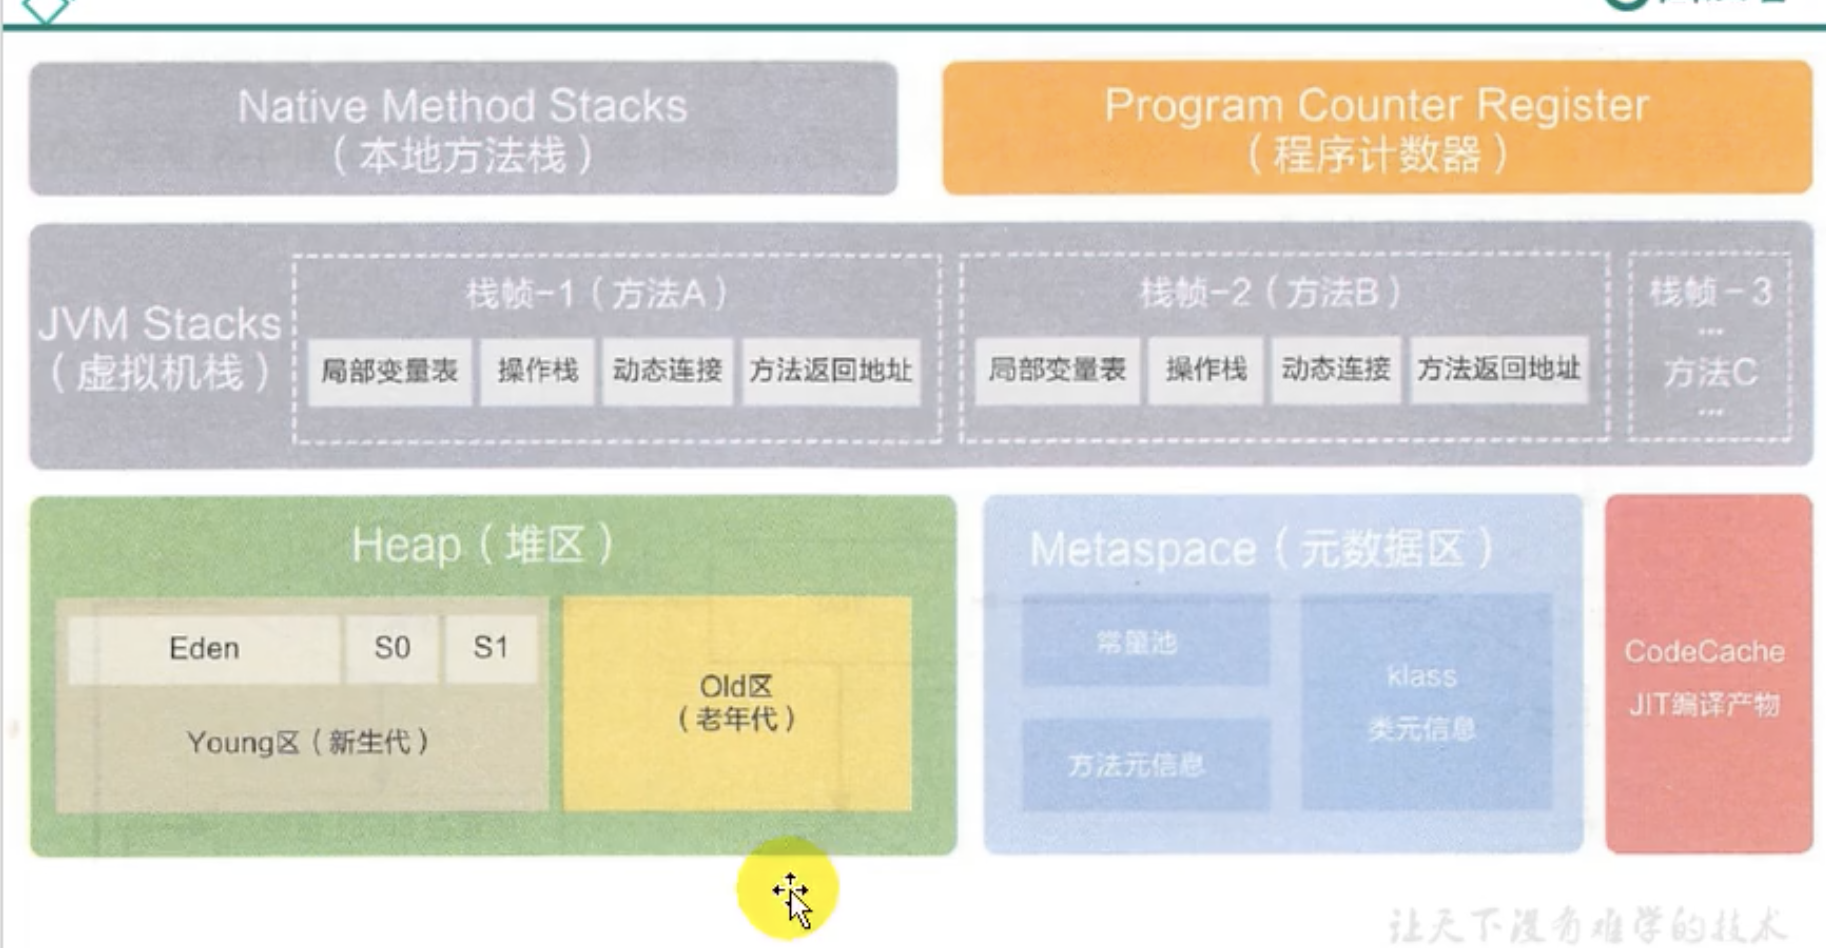 Native Method Stacks
（本地方法栈）
Program Counter Register
（程序计数器）
JVM Stacks
（虚拟机栈）
栈帧-1（方法A）
局部变量表
操作栈
动态连接
方法返回地址
栈帧-2（方法B）
局部变量表
操作栈
动态连接
方法返回地址
栈帧-3
...
方法C
...
Heap（堆区）
Eden
S0
S1
Young区（新生代）
Old区
（老年代）
Metaspace（元数据区）
常量池
方法元信息
klass
类元信息
CodeCache
JIT编译产物
让天下没有难学的技术